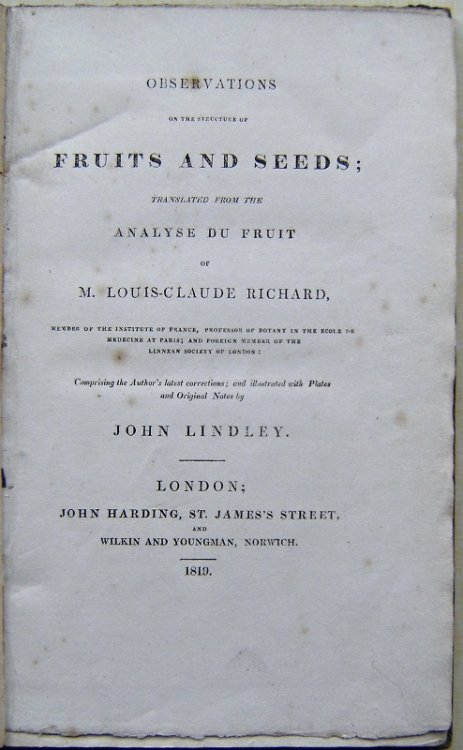 OBSERVATIONS
ON THE STRUCTURE OF
FRUITS AND SEEDS;
TRANSLATED FROM THE
ANALYSE DU FRUIT
OF
M. LOUIS-CLAUDE RICHARD,
MEMBER OF THE INSTITUTE OF FRANCE, PROFESSOR OF BOTANY IN THE ECOLE DE
MEDECINE AT PARIS; AND FOREIGN MEMBER OF THE
LINNEAN SOCIETY OF LONDON:
Comprising the Author's latest corrections; and illustrated with Plates
and Original Notes by
JOHN LINDLEY.
LONDON;
JOHN HARDING, ST. JAMES'S STREET,
AND
WILKIN AND YOUNGMAN, NORWICH.
1819.